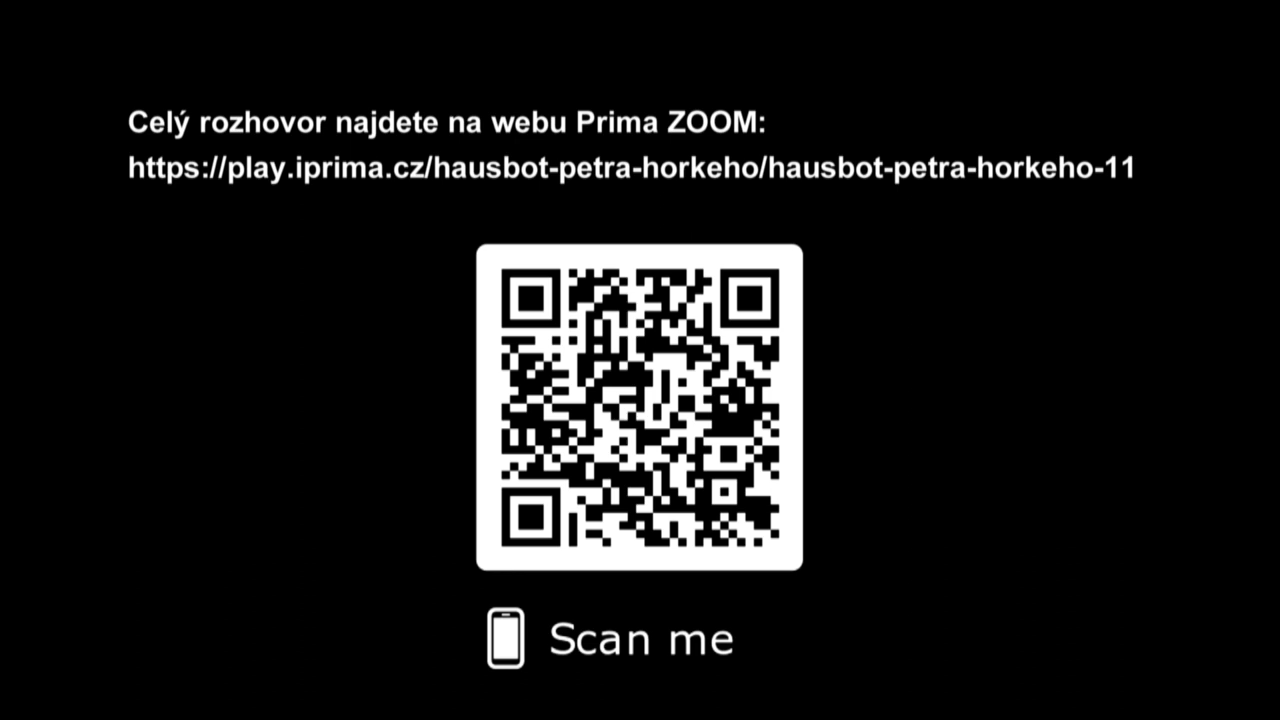 Celý rozhovor najdete na webu Prima ZOOM:
https://play.iprima.cz/hausbot-petra-horkeho/hausbot-petra-horkeho-11
Scan me